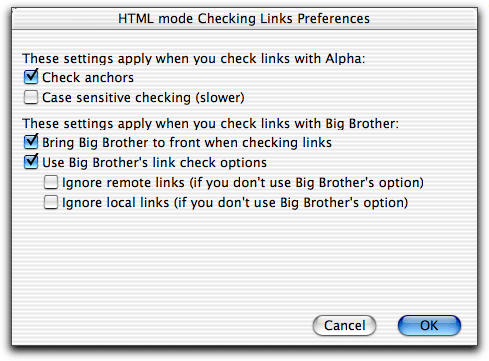 HTML mode Checking Links Preferences
These settings apply when you check links with Alpha:
Check anchors
Case sensitive checking (slower)
These settings apply when you check links with Big Brother:
Bring Big Brother to front when checking links
Use Big Brother's link check options
Ignore remote links (if you don't use Big Brother's option)
Ignore local links (if you don't use Big Brother's option)
Cancel OK